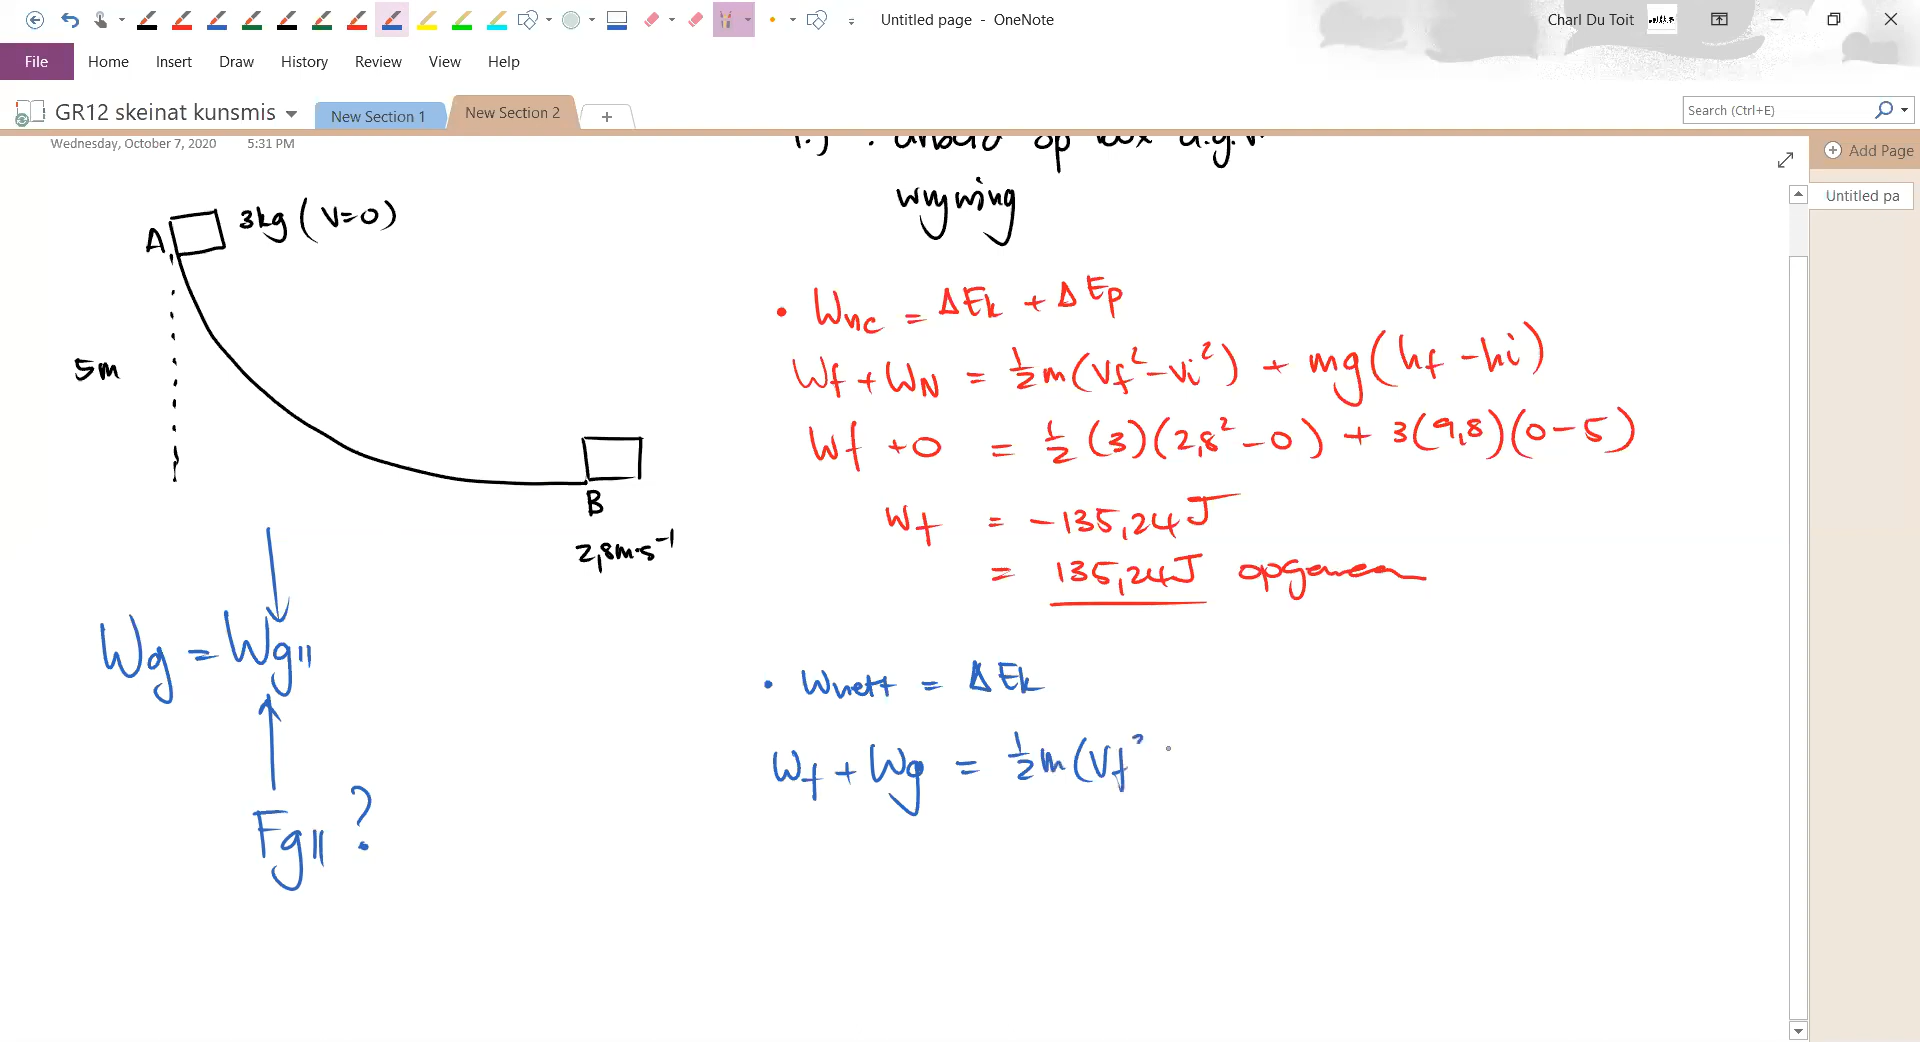 Untitled page - OneNote
Charl Du Toit
File Home Insert Draw History Review View Help
GR12 skeinat kunsmis
New Section 1
New Section 2
+
Search (Ctrl+E)
Wednesday, October 7, 2020 5:31 PM
Add Page
Untitled pa
op
wrywing
A 3kg (V=0)
5m
B
2,8m·s⁻¹
Wg = Wg||
Fg|| ?
• Wnc = ΔEk + ΔEp
Wf + WN = ½m(Vf² - Vi²) + mg(hf - hi)
Wf + 0 = ½(3)(2,8² - 0) + 3(9,8)(0 - 5)
Wf = -135,24J
= 135,24J
• Wnett = ΔEk
Wf + Wg = ½m(Vf²